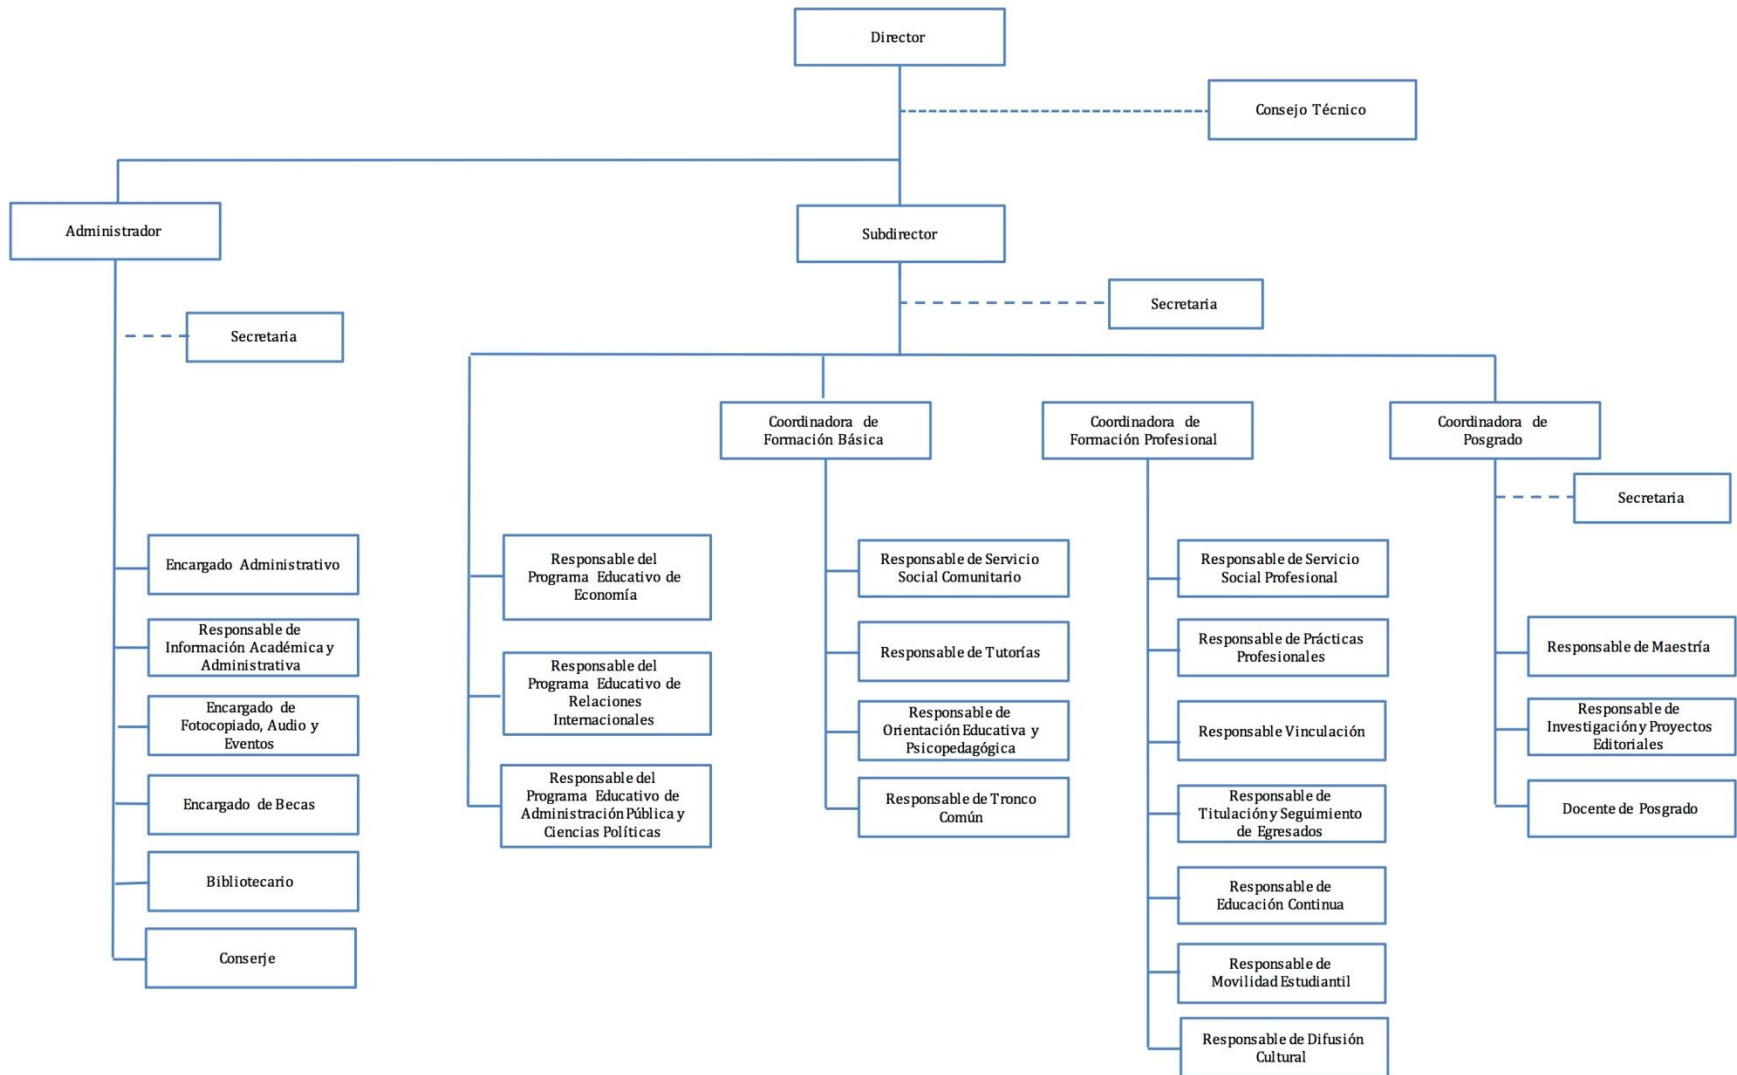 Director
Consejo Técnico
Administrador
Subdirector
Secretaria
Secretaria
Coordinadora de
Formación Básica
Coordinadora de
Formación Profesional
Coordinadora de
Posgrado
Secretaria
Encargado Administrativo
Responsable de
Información Académica y
Administrativa
Encargado de
Fotocopiado, Audio y
Eventos
Encargado de Becas
Bibliotecario
Conserje
Responsable del
Programa Educativo de
Economía
Responsable del
Programa Educativo de
Relaciones
Internacionales
Responsable del
Programa Educativo de
Administración Pública y
Ciencias Políticas
Responsable de Servicio
Social Comunitario
Responsable de Tutorías
Responsable de
Orientación Educativa y
Psicopedagógica
Responsable de Tronco
Común
Responsable de Servicio
Social Profesional
Responsable de Prácticas
Profesionales
Responsable Vinculación
Responsable de
Titulación y Seguimiento
de Egresados
Responsable de
Educación Continua
Responsable de
Movilidad Estudiantil
Responsable de Difusión
Cultural
Responsable de Maestría
Responsable de
Investigación y Proyectos
Editoriales
Docente de Posgrado